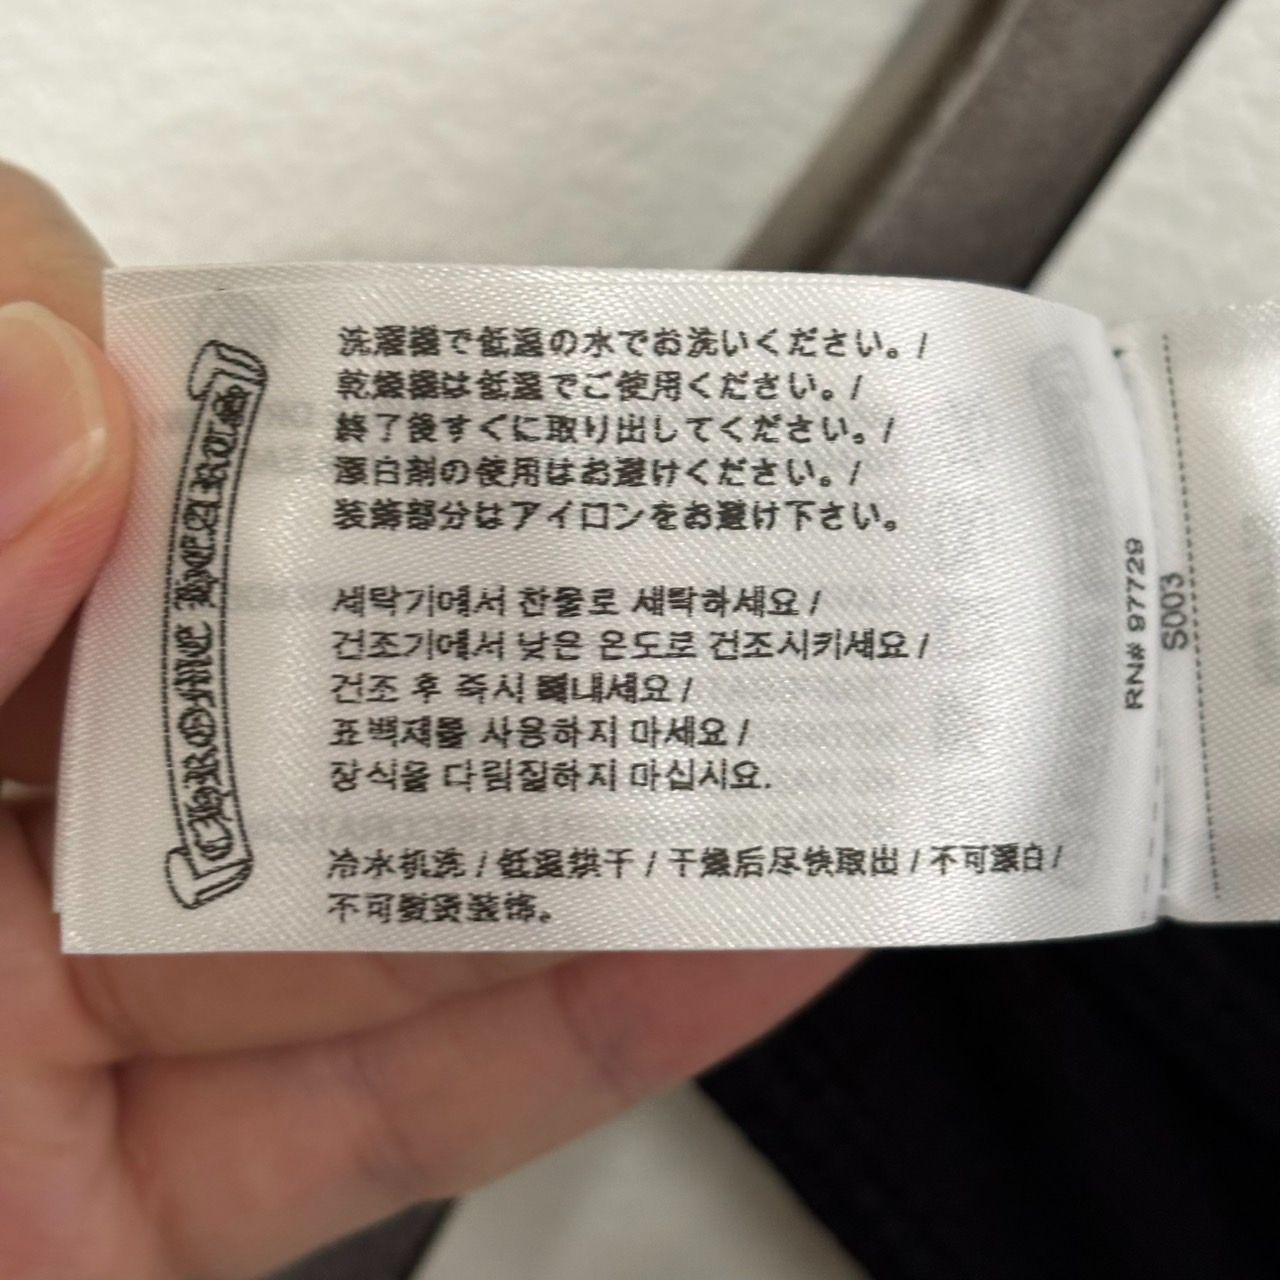 CHROME HEARTS
洗濯機で低温の水でお洗いください。/
乾燥機は低温でご使用ください。/
終了後すぐに取り出してください。/
漂白剤の使用はお避けください。/
装飾部分はアイロンをお避け下さい。
세탁기에서 찬물로 세탁하세요 /
건조기에서 낮은 온도로 건조시키세요 /
건조 후 즉시 빼내세요 /
표백제를 사용하지 마세요 /
장식을 다림질하지 마십시요.
冷水机洗 / 低温烘干 / 干燥后尽快取出 / 不可漂白 /
不可熨烫装饰。
RN# 97729
S003